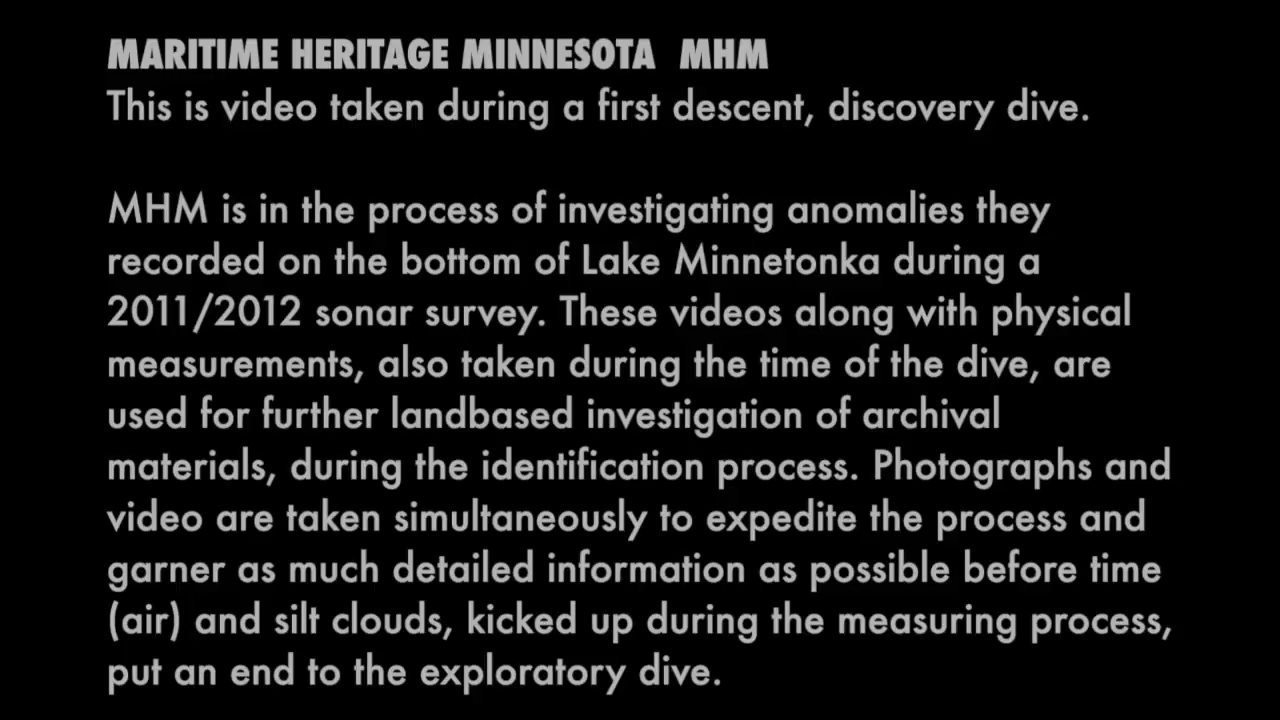 MARITIME HERITAGE MINNESOTA MHM
This is video taken during a first descent, discovery dive.
MHM is in the process of investigating anomalies they
recorded on the bottom of Lake Minnetonka during a
2011/2012 sonar survey. These videos along with physical
measurements, also taken during the time of the dive, are
used for further landbased investigation of archival
materials, during the identification process. Photographs and
video are taken simultaneously to expedite the process and
garner as much detailed information as possible before time
(air) and silt clouds, kicked up during the measuring process,
put an end to the exploratory dive.